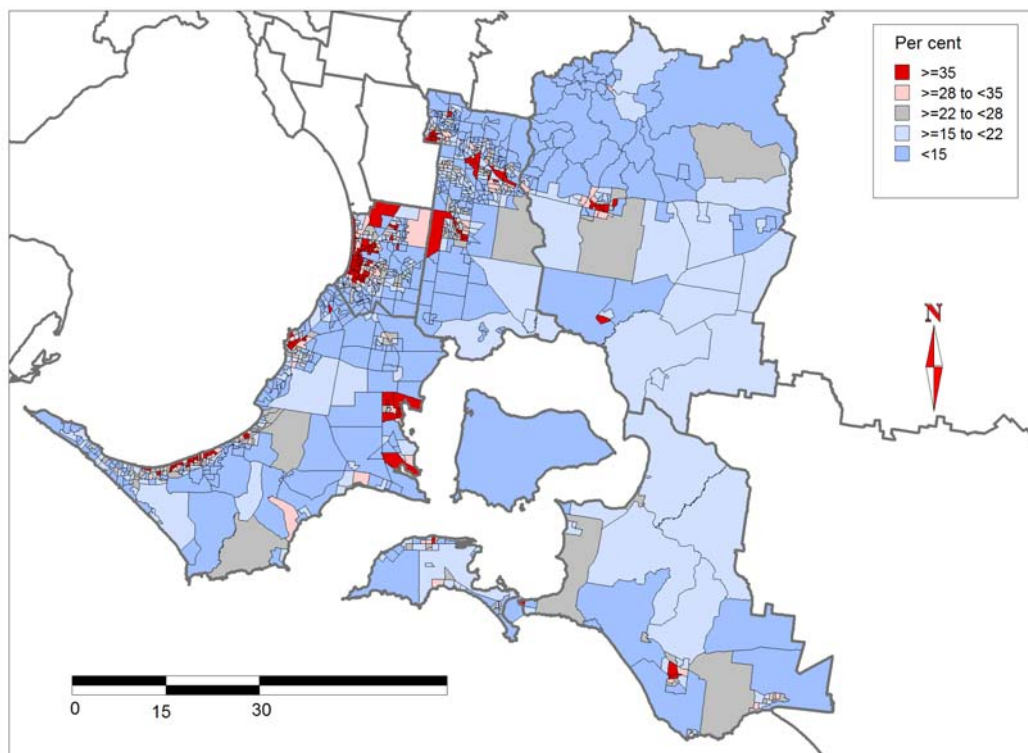 Per cent
>=35
>=28 to <35
>=22 to <28
>=15 to <22
<15
N
0 15 30